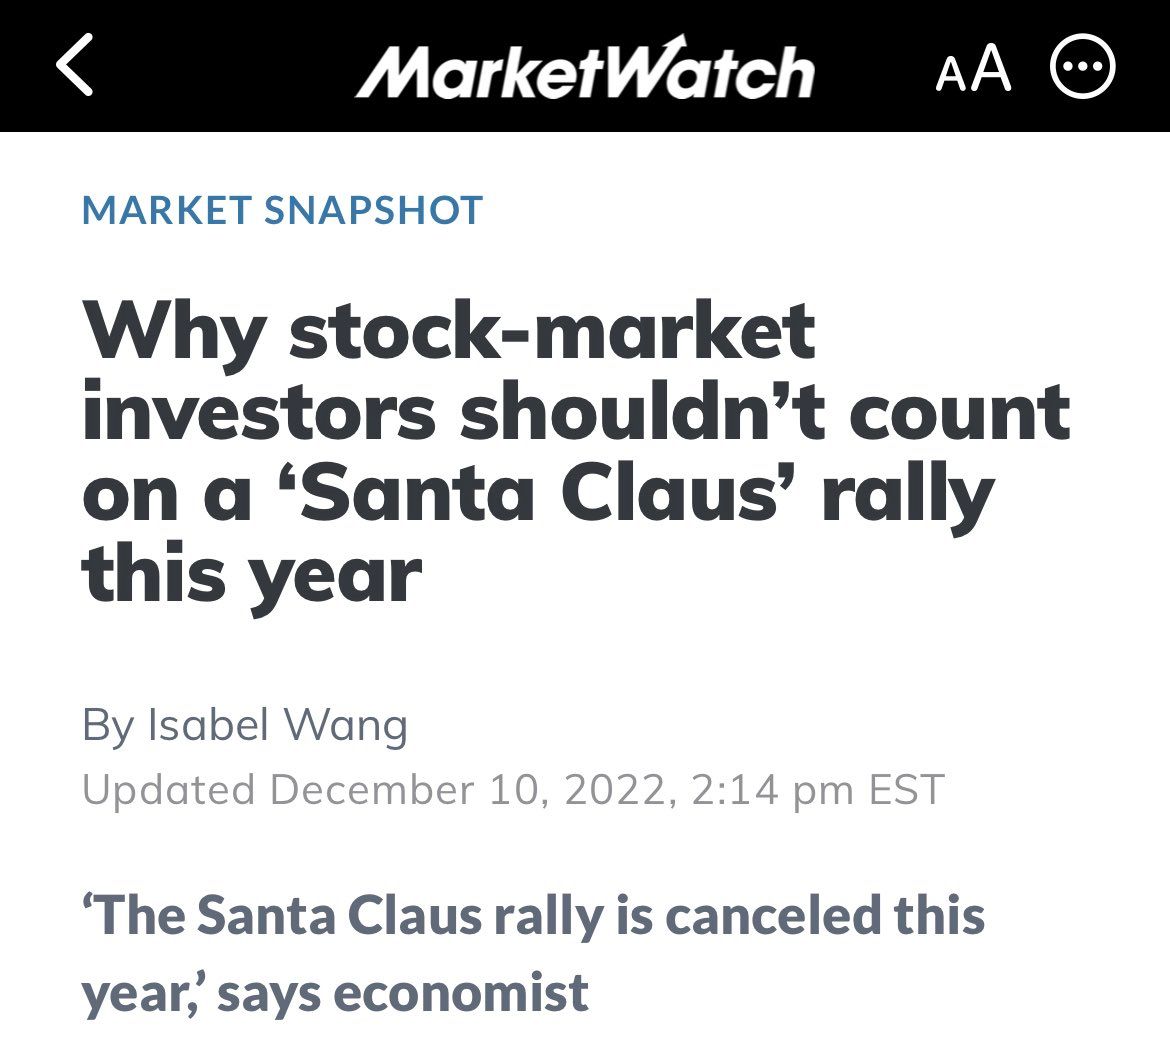 MarketWatch
AA
MARKET SNAPSHOT
Why stock-market
investors shouldn’t count
on a ‘Santa Claus’ rally
this year
By Isabel Wang
Updated December 10, 2022, 2:14 pm EST
‘The Santa Claus rally is canceled this
year,’ says economist